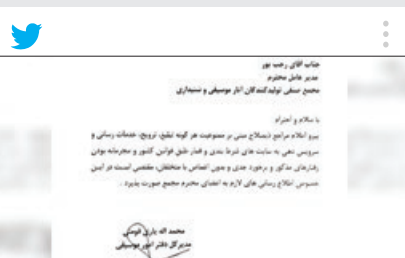 جناب آقای رجب پور
مدیر عامل محترم
مجمع صنفی تولیدکنندگان آثار موسیقی و شنیداری
با سلام و احترام
پیرو اعلام مراجع ذیصلاح مبنی بر ممنوعیت هر گونه تبلیغ، ترویج، خدمات رسانی و
سرویس دهی به سایت های شرط بندی و قمار طبق قوانین کشور و مجرمانه بودن
رفتارهای مذکور و برخورد جدی و بدون اغماض با متخلفان، مقتضی است در این
خصوص اطلاع رسانی های لازم به اعضای محترم مجمع صورت پذیرد .
محمد اله یاری فومنی
مدیرکل دفتر امور موسیقی